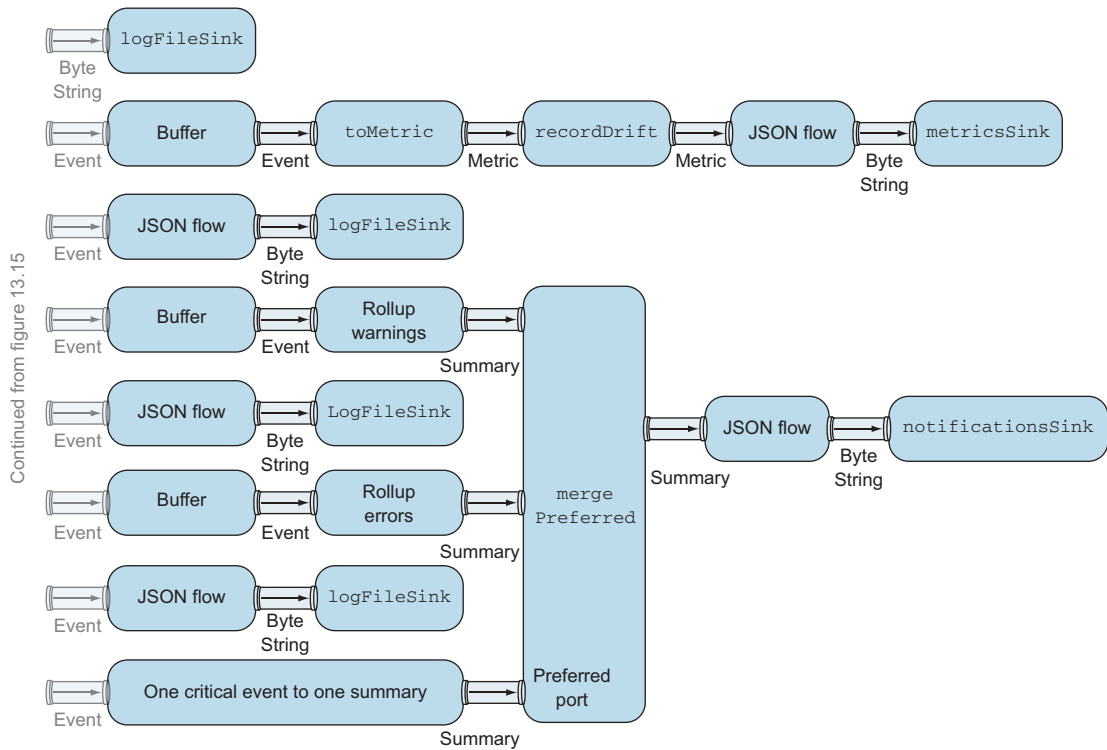 logFileSink
Byte
String
Buffer
toMetric
recordDrift
JSON flow
metricsSink
Event
Event
Metric
Metric
Byte
String
JSON flow
logFileSink
Event
Byte
String
Continued from figure 13.15
Buffer
Rollup
warnings
Event
Event
Summary
JSON flow
LogFileSink
Event
Byte
String
JSON flow
notificationsSink
Summary
Byte
String
merge
Preferred
Buffer
Rollup
errors
Event
Event
Summary
JSON flow
logFileSink
Event
Byte
String
One critical event to one summary
Preferred
port
Event
Summary